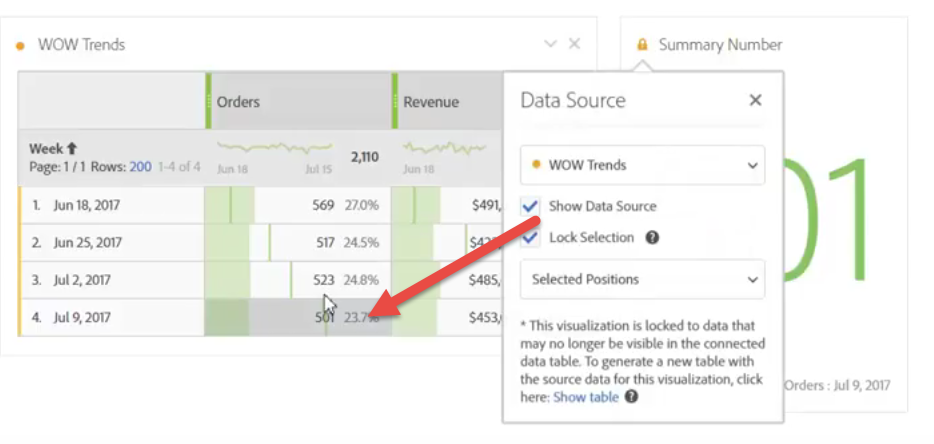 WOW Trends
Summary Number
Orders
Revenue
Week
Page: 1 / 1 Rows: 200 1-4 of 4
Jun 18
Jul 15
2,110
Jun 18
1. Jun 18, 2017
569 27.0%
$491,
2. Jun 25, 2017
517 24.5%
3. Jul 2, 2017
523 24.8%
$485,
4. Jul 9, 2017
501 23.7%
$453,
Data Source
WOW Trends
Show Data Source
Lock Selection ?
Selected Positions
* This visualization is locked to data that
may no longer be visible in the connected
data table. To generate a new table with
the source data for this visualization, click
here: Show table ?
01
Orders : Jul 9, 2017